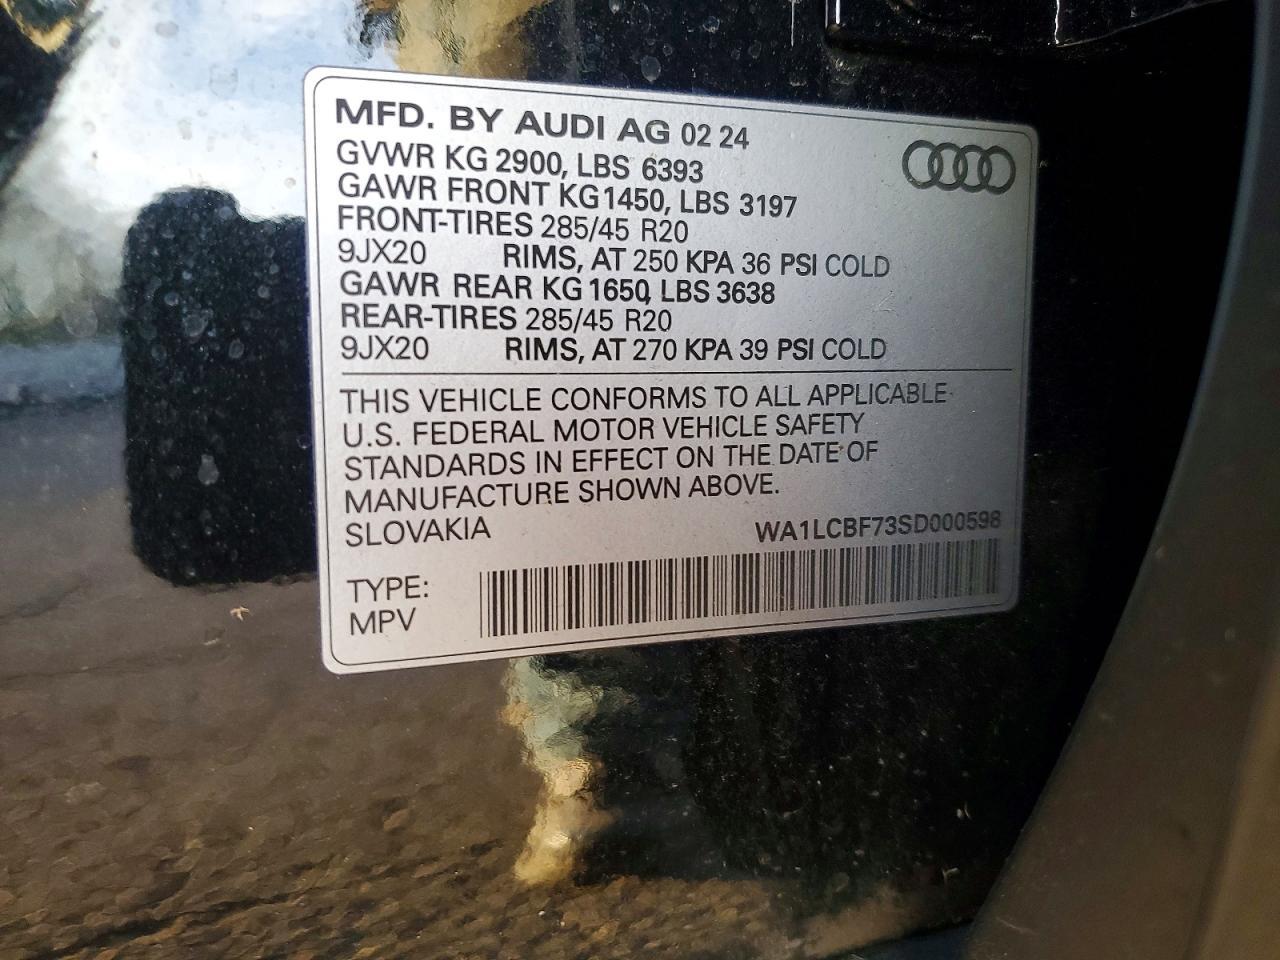 MFD. BY AUDI AG 02 24
GVWR KG 2900, LBS 6393
GAWR FRONT KG 1450, LBS 3197
FRONT-TIRES 285/45 R20
9JX20 RIMS, AT 250 KPA 36 PSI COLD
GAWR REAR KG 1650, LBS 3638
REAR-TIRES 285/45 R20
9JX20 RIMS, AT 270 KPA 39 PSI COLD
THIS VEHICLE CONFORMS TO ALL APPLICABLE
U.S. FEDERAL MOTOR VEHICLE SAFETY
STANDARDS IN EFFECT ON THE DATE OF
MANUFACTURE SHOWN ABOVE.
SLOVAKIA WA1LCBF73SD000598
TYPE:
MPV